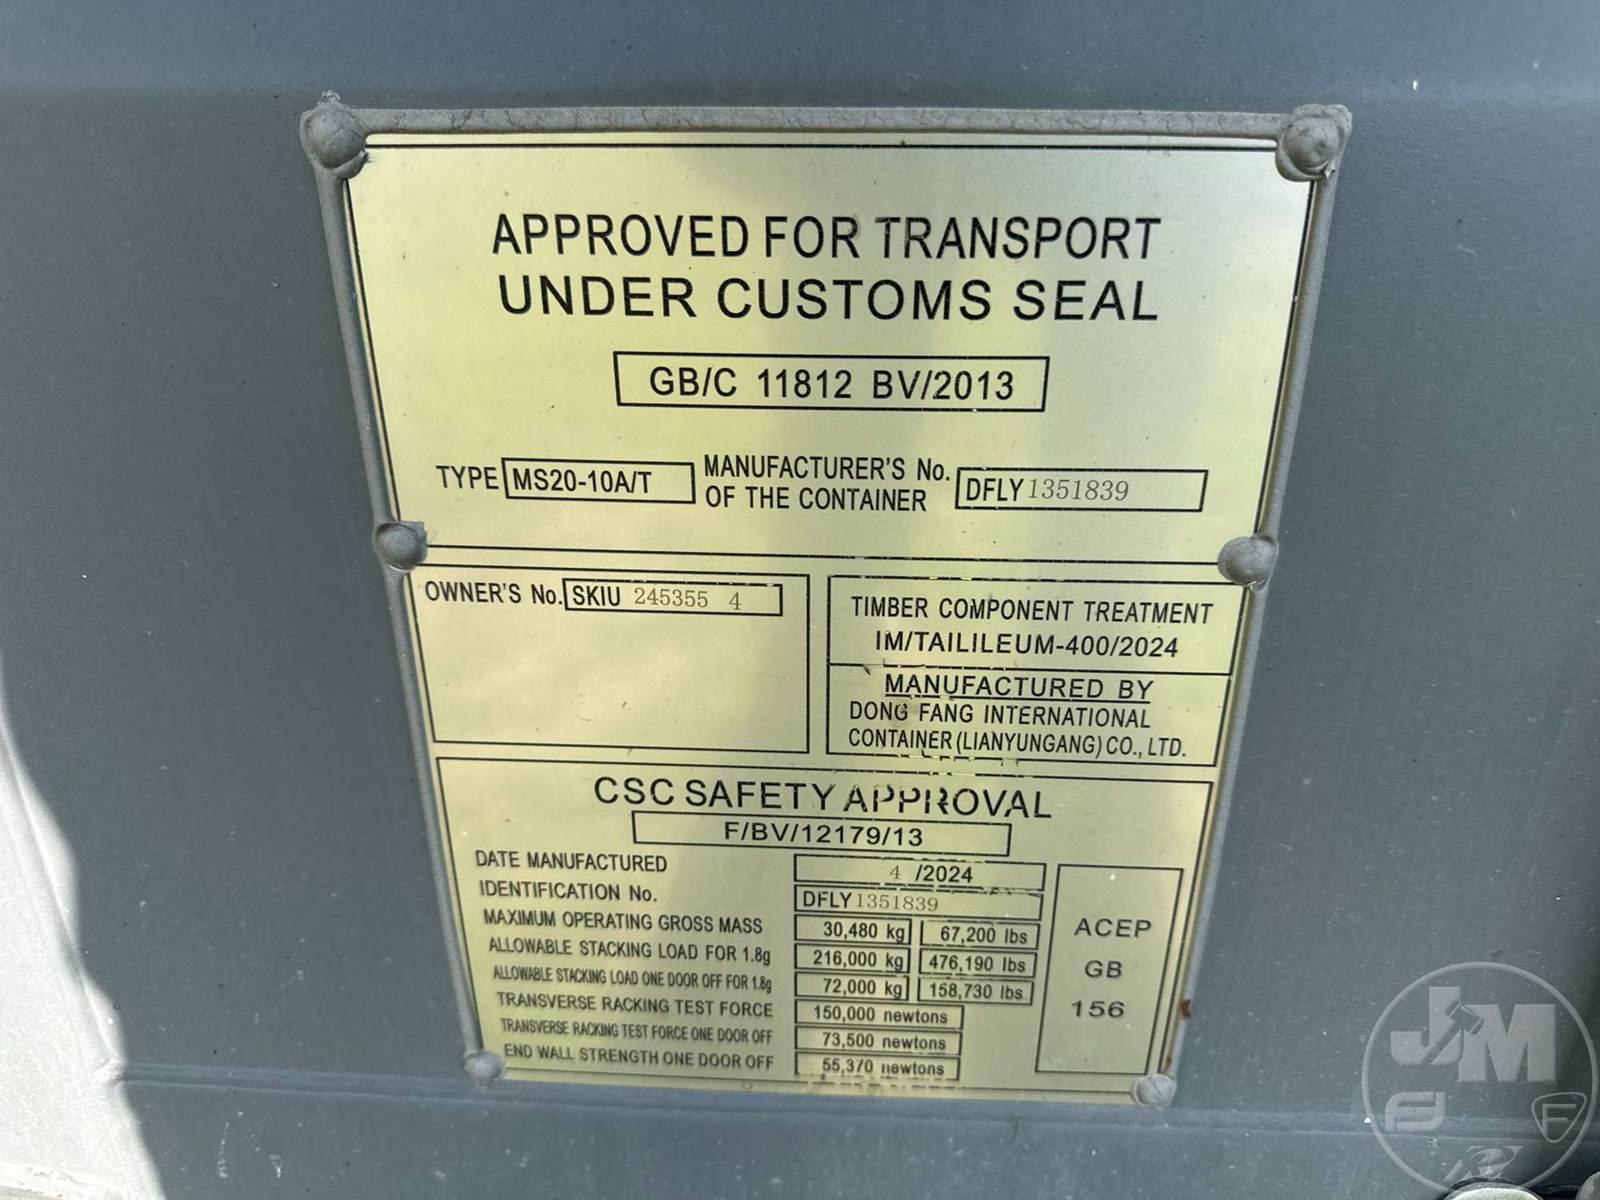 APPROVED FOR TRANSPORT
UNDER CUSTOMS SEAL
GB/C 11812 BV/2013
TYPE MS20-10A/T MANUFACTURER'S No. OF THE CONTAINER DFLY 1351839
OWNER'S No. SKIU 245355 4
TIMBER COMPONENT TREATMENT
IM/TAILILEUM-400/2024
MANUFACTURED BY
DONG FANG INTERNATIONAL
CONTAINER (LIANYUNGANG) CO., LTD.
CSC SAFETY APPROVAL
F/BV/12179/13
DATE MANUFACTURED 4 /2024
IDENTIFICATION No. DFLY 1351839
MAXIMUM OPERATING GROSS MASS 30,480 kg 67,200 lbs
ALLOWABLE STACKING LOAD FOR 1.8g 216,000 kg 476,190 lbs
ALLOWABLE STACKING LOAD ONE DOOR OFF FOR 1.8g 72,000 kg 158,730 lbs
TRANSVERSE RACKING TEST FORCE 150,000 newtons
TRANSVERSE RACKING TEST FORCE ONE DOOR OFF 73,500 newtons
END WALL STRENGTH ONE DOOR OFF 55,370 newtons
ACEP
GB
156
JM